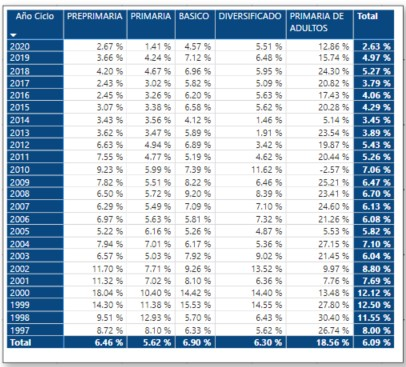 Año Ciclo PREPRIMARIA PRIMARIA BASICO DIVERSIFICADO PRIMARIA DE ADULTOS Total
2020 2.67 % 1.41 % 4.57 % 5.51 % 12.86 % 2.63 %
2019 3.66 % 4.24 % 7.12 % 6.48 % 15.74 % 4.97 %
2018 4.20 % 4.67 % 6.96 % 5.95 % 24.30 % 5.27 %
2017 2.43 % 3.02 % 5.82 % 5.09 % 20.82 % 3.79 %
2016 2.45 % 3.26 % 6.20 % 5.63 % 17.43 % 4.06 %
2015 3.07 % 3.38 % 6.58 % 5.62 % 20.28 % 4.29 %
2014 3.43 % 3.56 % 4.12 % 1.46 % 5.14 % 3.45 %
2013 3.62 % 3.47 % 5.89 % 1.91 % 23.54 % 3.89 %
2012 6.63 % 4.94 % 6.89 % 3.42 % 19.87 % 5.43 %
2011 7.55 % 4.77 % 5.19 % 4.62 % 20.44 % 5.26 %
2010 9.23 % 5.99 % 7.39 % 11.62 % -2.57 % 7.06 %
2009 7.82 % 5.51 % 8.22 % 6.46 % 25.21 % 6.47 %
2008 6.50 % 5.72 % 9.20 % 8.39 % 23.41 % 6.70 %
2007 6.29 % 5.49 % 7.09 % 7.10 % 24.60 % 6.13 %
2006 6.97 % 5.63 % 5.81 % 7.32 % 21.26 % 6.08 %
2005 5.22 % 6.16 % 5.26 % 4.87 % 5.53 % 5.82 %
2004 7.94 % 7.01 % 6.17 % 5.36 % 27.15 % 7.10 %
2003 6.57 % 5.03 % 7.92 % 9.02 % 21.45 % 6.04 %
2002 11.70 % 7.71 % 9.26 % 13.52 % 9.97 % 8.80 %
2001 11.32 % 7.02 % 8.10 % 6.36 % 7.76 % 7.69 %
2000 18.04 % 10.40 % 14.42 % 14.40 % 13.48 % 12.12 %
1999 14.30 % 11.38 % 15.53 % 14.55 % 27.80 % 12.50 %
1998 9.51 % 12.93 % 5.70 % 6.43 % 30.40 % 11.55 %
1997 8.72 % 8.10 % 6.33 % 5.62 % 26.74 % 8.00 %
Total 6.46 % 5.62 % 6.90 % 6.30 % 18.56 % 6.09 %